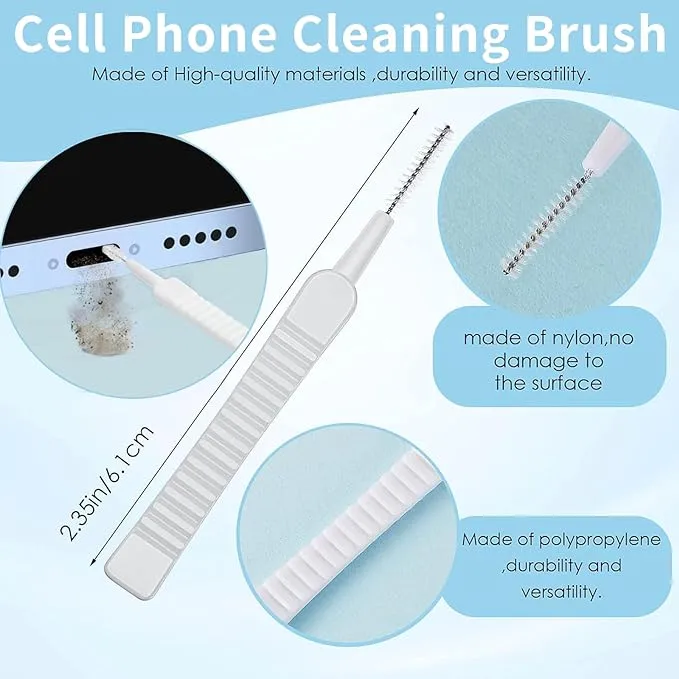 Cell Phone Cleaning Brush
Made of High-quality materials ,durability and versatility.
made of nylon,no
damage to
the surface
2.35in/6.1cm
Made of polypropylene
,durability and
versatility.